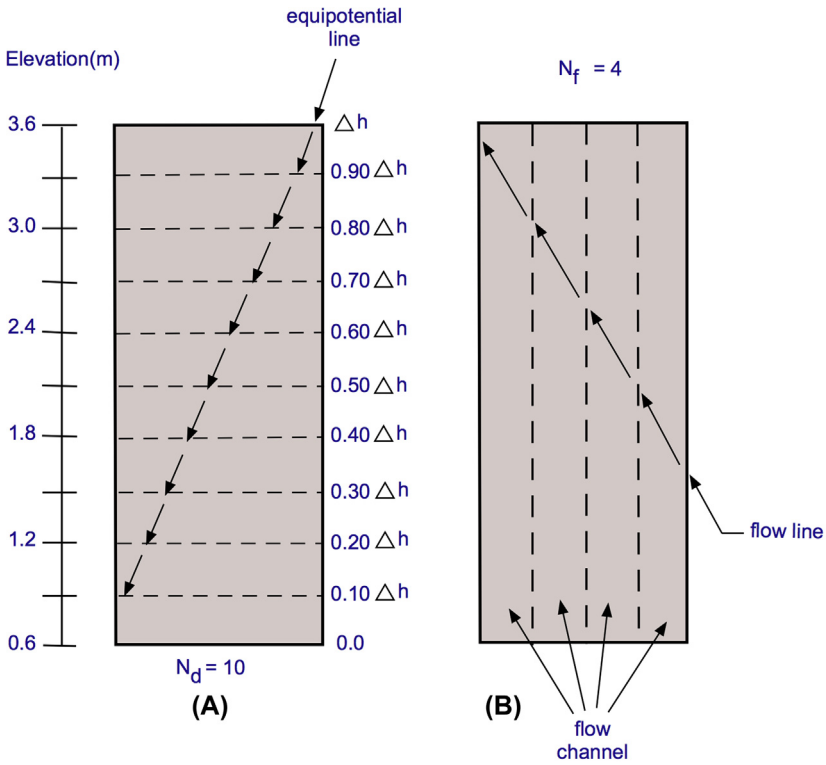 equipotential
line
Elevation(m)
N_f = 4
3.6
△h
0.90 △h
3.0
0.80 △h
0.70 △h
2.4
0.60 △h
0.50 △h
1.8
0.40 △h
0.30 △h
flow line
1.2
0.20 △h
0.10 △h
0.6
0.0
N_d = 10
(A)
(B)
flow
channel